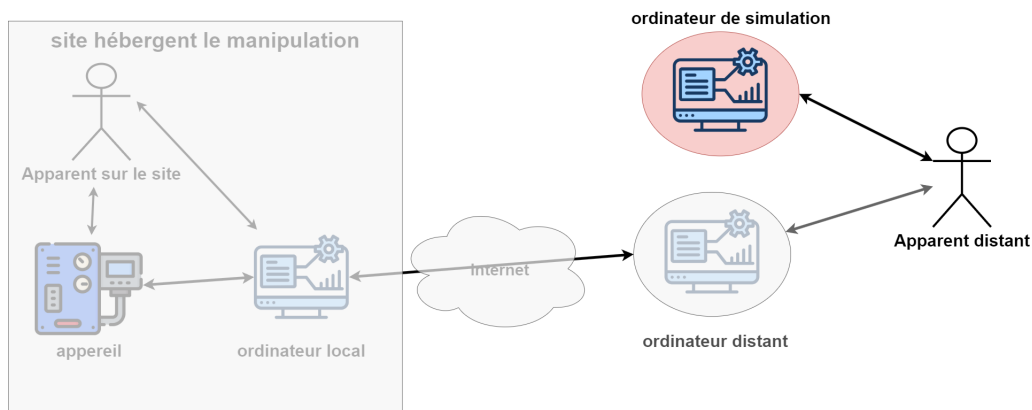 ordinateur de simulation
site hébergent le manipulation
Apparent sur le site
Internet
Apparent distant
appereil
ordinateur local
ordinateur distant